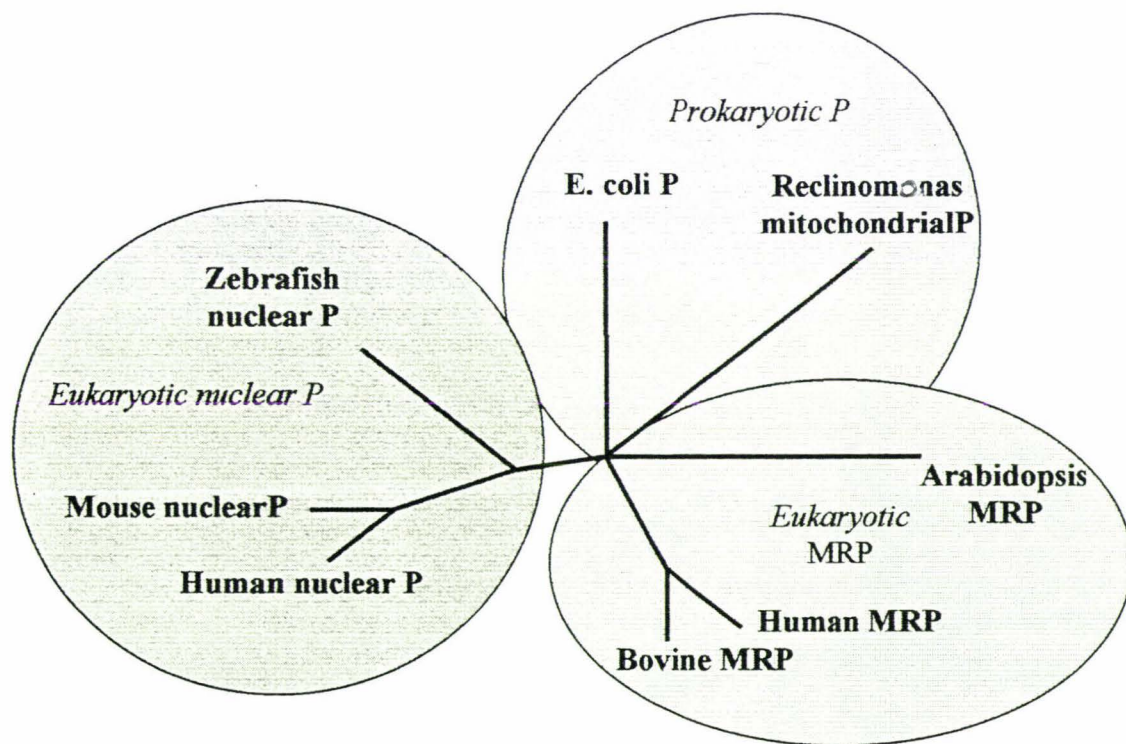 Prokaryotic P
E. coli P
Reclinomonas
mitochondrialP
Zebrafish
nuclear P
Eukaryotic nuclear P
Mouse nuclearP
Human nuclear P
Arabidopsis
MRP
Eukaryotic
MRP
Human MRP
Bovine MRP